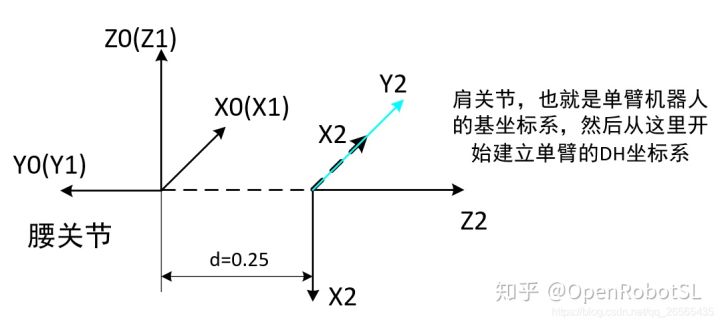 Z0(Z1)
X0(X1)
Y0(Y1)
腰关节
d=0.25
Y2
X2
Z2
X2
肩关节，也就是单臂机器人
的基坐标系，然后从这里开
始建立单臂的DH坐标系
知乎 @OpenRobotSL
https://blog.csdn.net/qq_26565435